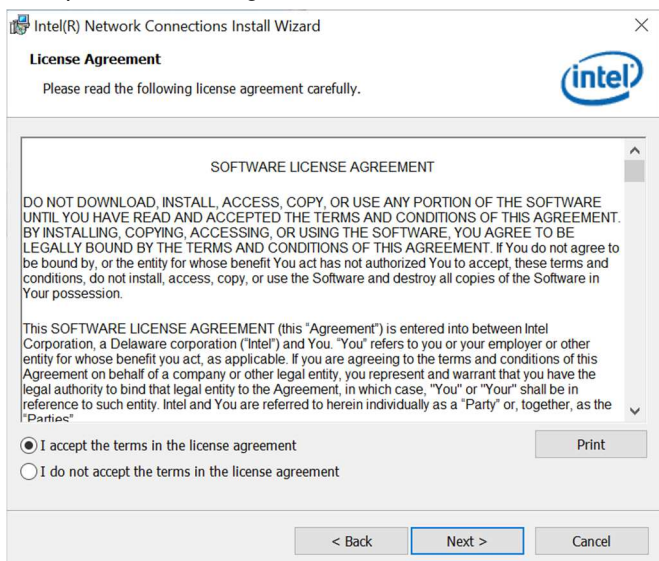 Intel(R) Network Connections Install Wizard
License Agreement
Please read the following license agreement carefully.
intel
SOFTWARE LICENSE AGREEMENT
DO NOT DOWNLOAD, INSTALL, ACCESS, COPY, OR USE ANY PORTION OF THE SOFTWARE
UNTIL YOU HAVE READ AND ACCEPTED THE TERMS AND CONDITIONS OF THIS AGREEMENT.
BY INSTALLING, COPYING, ACCESSING, OR USING THE SOFTWARE, YOU AGREE TO BE
LEGALLY BOUND BY THE TERMS AND CONDITIONS OF THIS AGREEMENT. If You do not agree to
be bound by, or the entity for whose benefit You act has not authorized You to accept, these terms and
conditions, do not install, access, copy, or use the Software and destroy all copies of the Software in
Your possession.
This SOFTWARE LICENSE AGREEMENT (this “Agreement”) is entered into between Intel
Corporation, a Delaware corporation (“Intel”) and You. “You” refers to you or your employer or other
entity for whose benefit you act, as applicable. If you are agreeing to the terms and conditions of this
Agreement on behalf of a company or other legal entity, you represent and warrant that you have the
legal authority to bind that legal entity to the Agreement, in which case, "You" or "Your" shall be in
reference to such entity. Intel and You are referred to herein individually as a “Party” or, together, as the
“Parties”
I accept the terms in the license agreement
Print
I do not accept the terms in the license agreement
< Back
Next >
Cancel